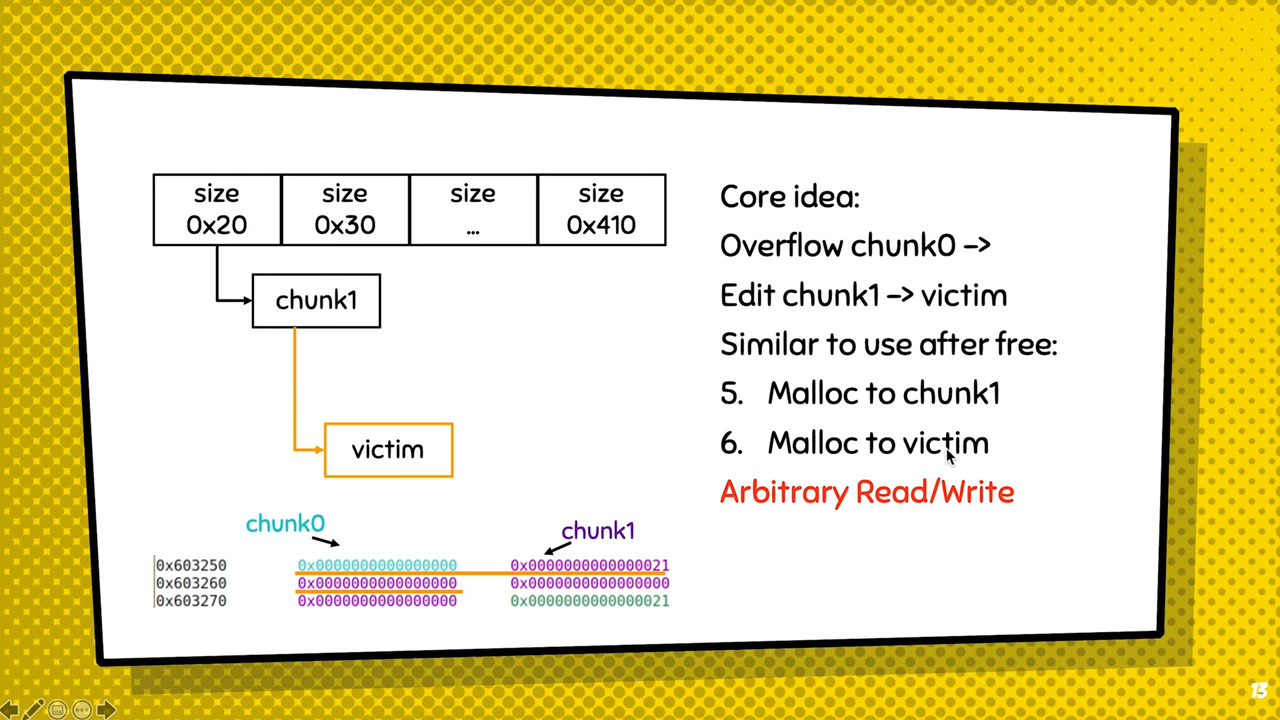 size
0x20
size
0x30
size
...
size
0x410
chunk1
victim
Core idea:
Overflow chunk0 ->
Edit chunk1 -> victim
Similar to use after free:
5. Malloc to chunk1
6. Malloc to victim
Arbitrary Read/Write
chunk0
chunk1
0x603250 0x0000000000000000 0x0000000000000021
0x603260 0x0000000000000000 0x0000000000000000
0x603270 0x0000000000000000 0x0000000000000021
13